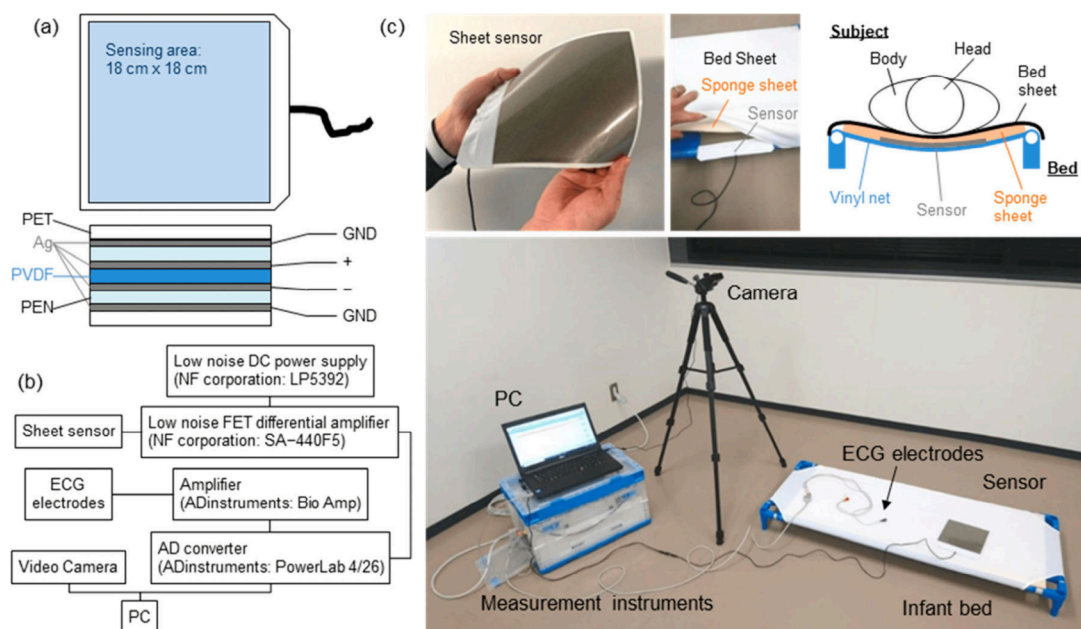 (a)
Sensing area:
18 cm x 18 cm
PET
Ag
PVDF
PEN
GND
+
−
GND
(b)
Low noise DC power supply
(NF corporation: LP5392)
Sheet sensor
Low noise FET differential amplifier
(NF corporation: SA−440F5)
ECG
electrodes
Amplifier
(ADinstruments: Bio Amp)
Video Camera
AD converter
(ADinstruments: PowerLab 4/26)
PC
(c)
Sheet sensor
Bed Sheet
Sponge sheet
Sensor
Subject
Head
Body
Bed
sheet
Bed
Vinyl net
Sensor
Sponge
sheet
Camera
PC
ECG electrodes
Sensor
Measurement instruments
Infant bed